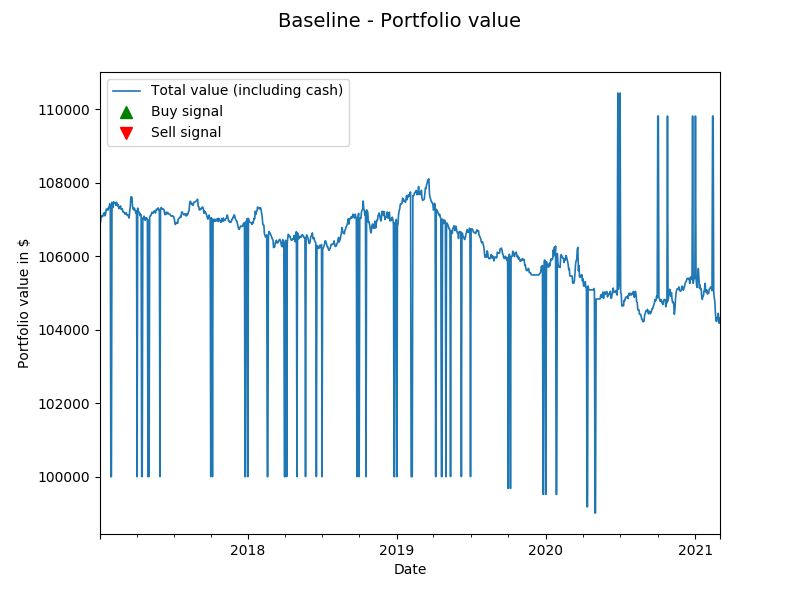 Baseline - Portfolio value
Total value (including cash)
Buy signal
Sell signal
Portfolio value in $
110000
108000
106000
104000
102000
100000
2018
2019
2020
2021
Date